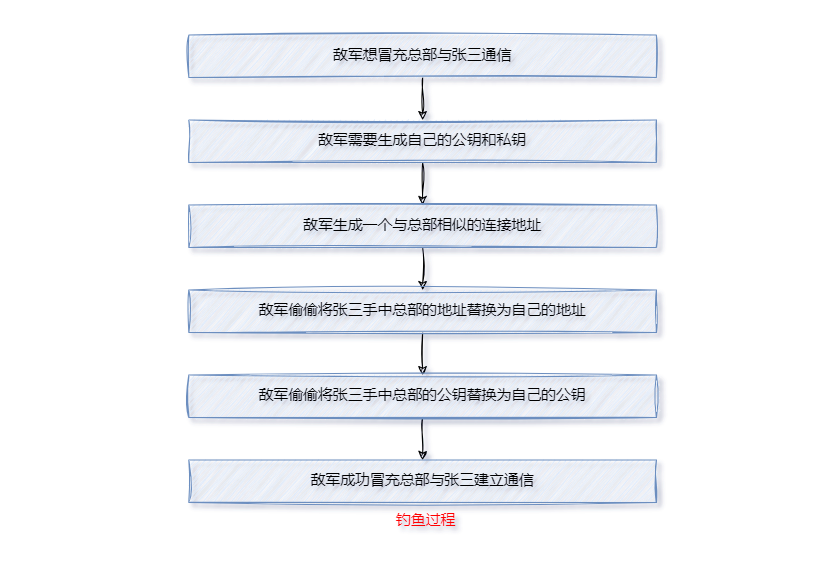 敌军想冒充总部与张三通信
敌军需要生成自己的公钥和私钥
敌军生成一个与总部相似的连接地址
敌军偷偷将张三手中总部的地址替换为自己的地址
敌军偷偷将张三手中总部的公钥替换为自己的公钥
敌军成功冒充总部与张三建立通信
钓鱼过程